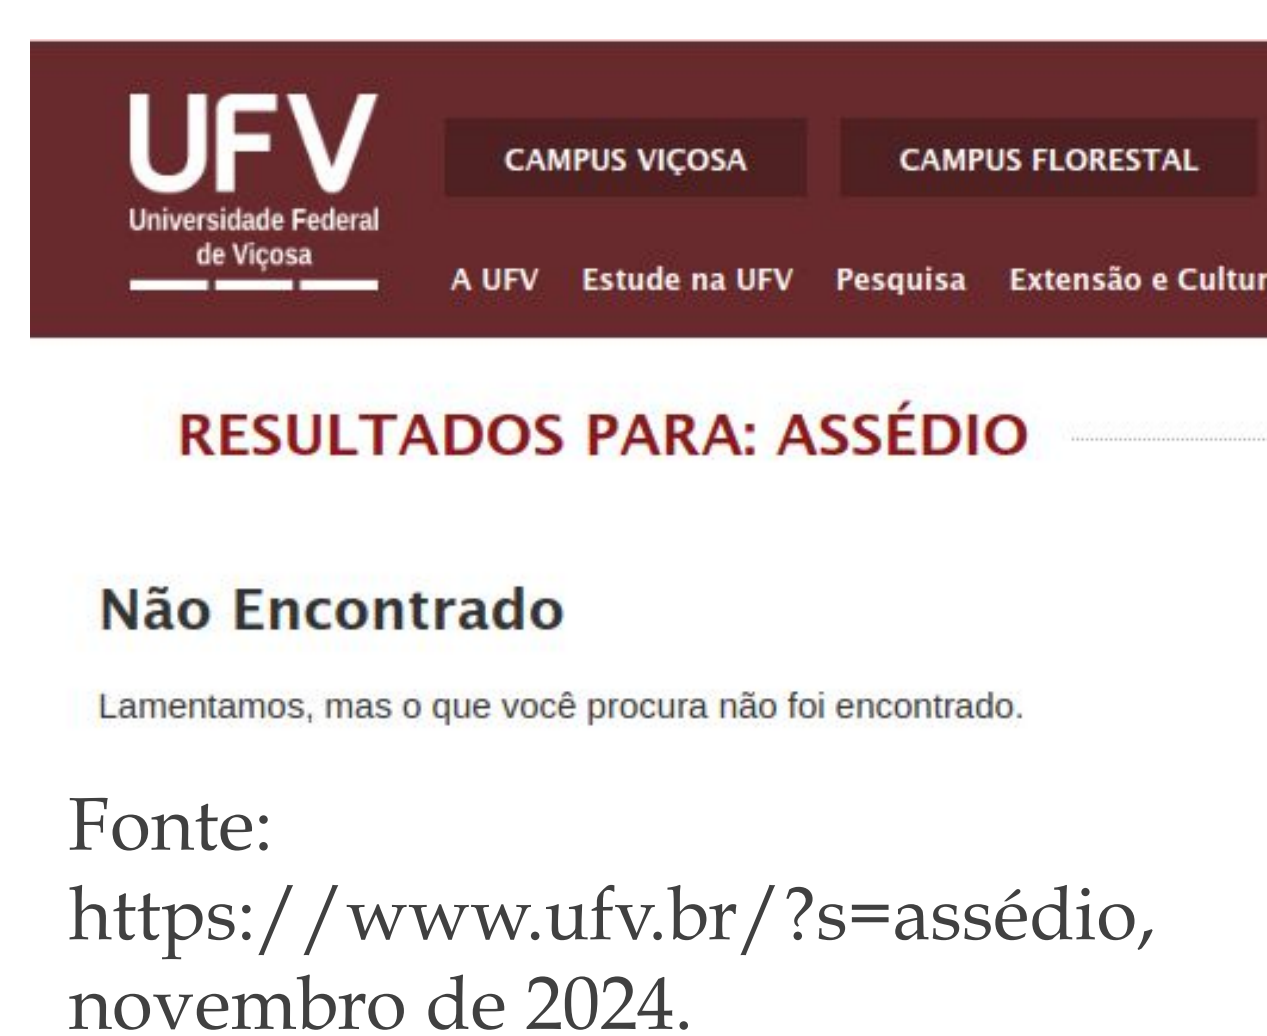 UFV
Universidade Federal
de Viçosa
CAMPUS VIÇOSA CAMPUS FLORESTAL
A UFV Estude na UFV Pesquisa Extensão e Cultur
RESULTADOS PARA: ASSÉDIO
Não Encontrado
Lamentamos, mas o que você procura não foi encontrado.
Fonte:
https://www.ufv.br/?s=assédio,
novembro de 2024.